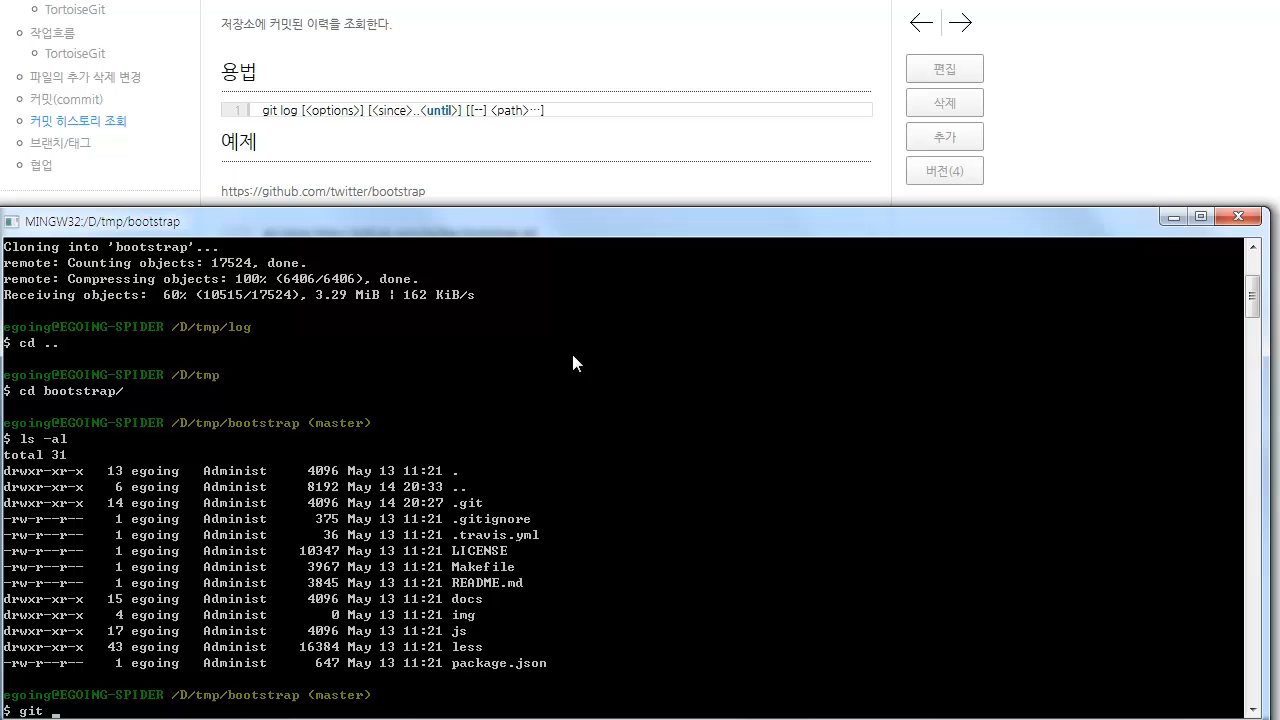 TortoiseGit
작업흐름
TortoiseGit
파일의 추가 삭제 변경
커밋(commit)
커밋 히스토리 조회
브랜치/태그
협업
저장소에 커밋된 이력을 조회한다.
용법
1 git log [<options>] [<since>..<until>] [[--] <path>…]
예제
https://github.com/twitter/bootstrap
편집
삭제
추가
버전(4)
MINGW32:/D/tmp/bootstrap
Cloning into 'bootstrap'...
remote: Counting objects: 17524, done.
remote: Compressing objects: 100% (6406/6406), done.
Receiving objects:  60% (10515/17524), 3.29 MiB | 162 KiB/s
egoing@EGOING-SPIDER /D/tmp/log
$ cd ..
egoing@EGOING-SPIDER /D/tmp
$ cd bootstrap/
egoing@EGOING-SPIDER /D/tmp/bootstrap (master)
$ ls -al
total 31
drwxr-xr-x   13 egoing   Administ     4096 May 13 11:21 .
drwxr-xr-x    6 egoing   Administ     8192 May 14 20:33 ..
drwxr-xr-x   14 egoing   Administ     4096 May 14 20:27 .git
-rw-r--r--    1 egoing   Administ      375 May 13 11:21 .gitignore
-rw-r--r--    1 egoing   Administ       36 May 13 11:21 .travis.yml
-rw-r--r--    1 egoing   Administ    10347 May 13 11:21 LICENSE
-rw-r--r--    1 egoing   Administ     3967 May 13 11:21 Makefile
-rw-r--r--    1 egoing   Administ     3845 May 13 11:21 README.md
drwxr-xr-x   15 egoing   Administ     4096 May 13 11:21 docs
drwxr-xr-x    4 egoing   Administ        0 May 13 11:21 img
drwxr-xr-x   17 egoing   Administ     4096 May 13 11:21 js
drwxr-xr-x   43 egoing   Administ    16384 May 13 11:21 less
-rw-r--r--    1 egoing   Administ      647 May 13 11:21 package.json
egoing@EGOING-SPIDER /D/tmp/bootstrap (master)
$ git